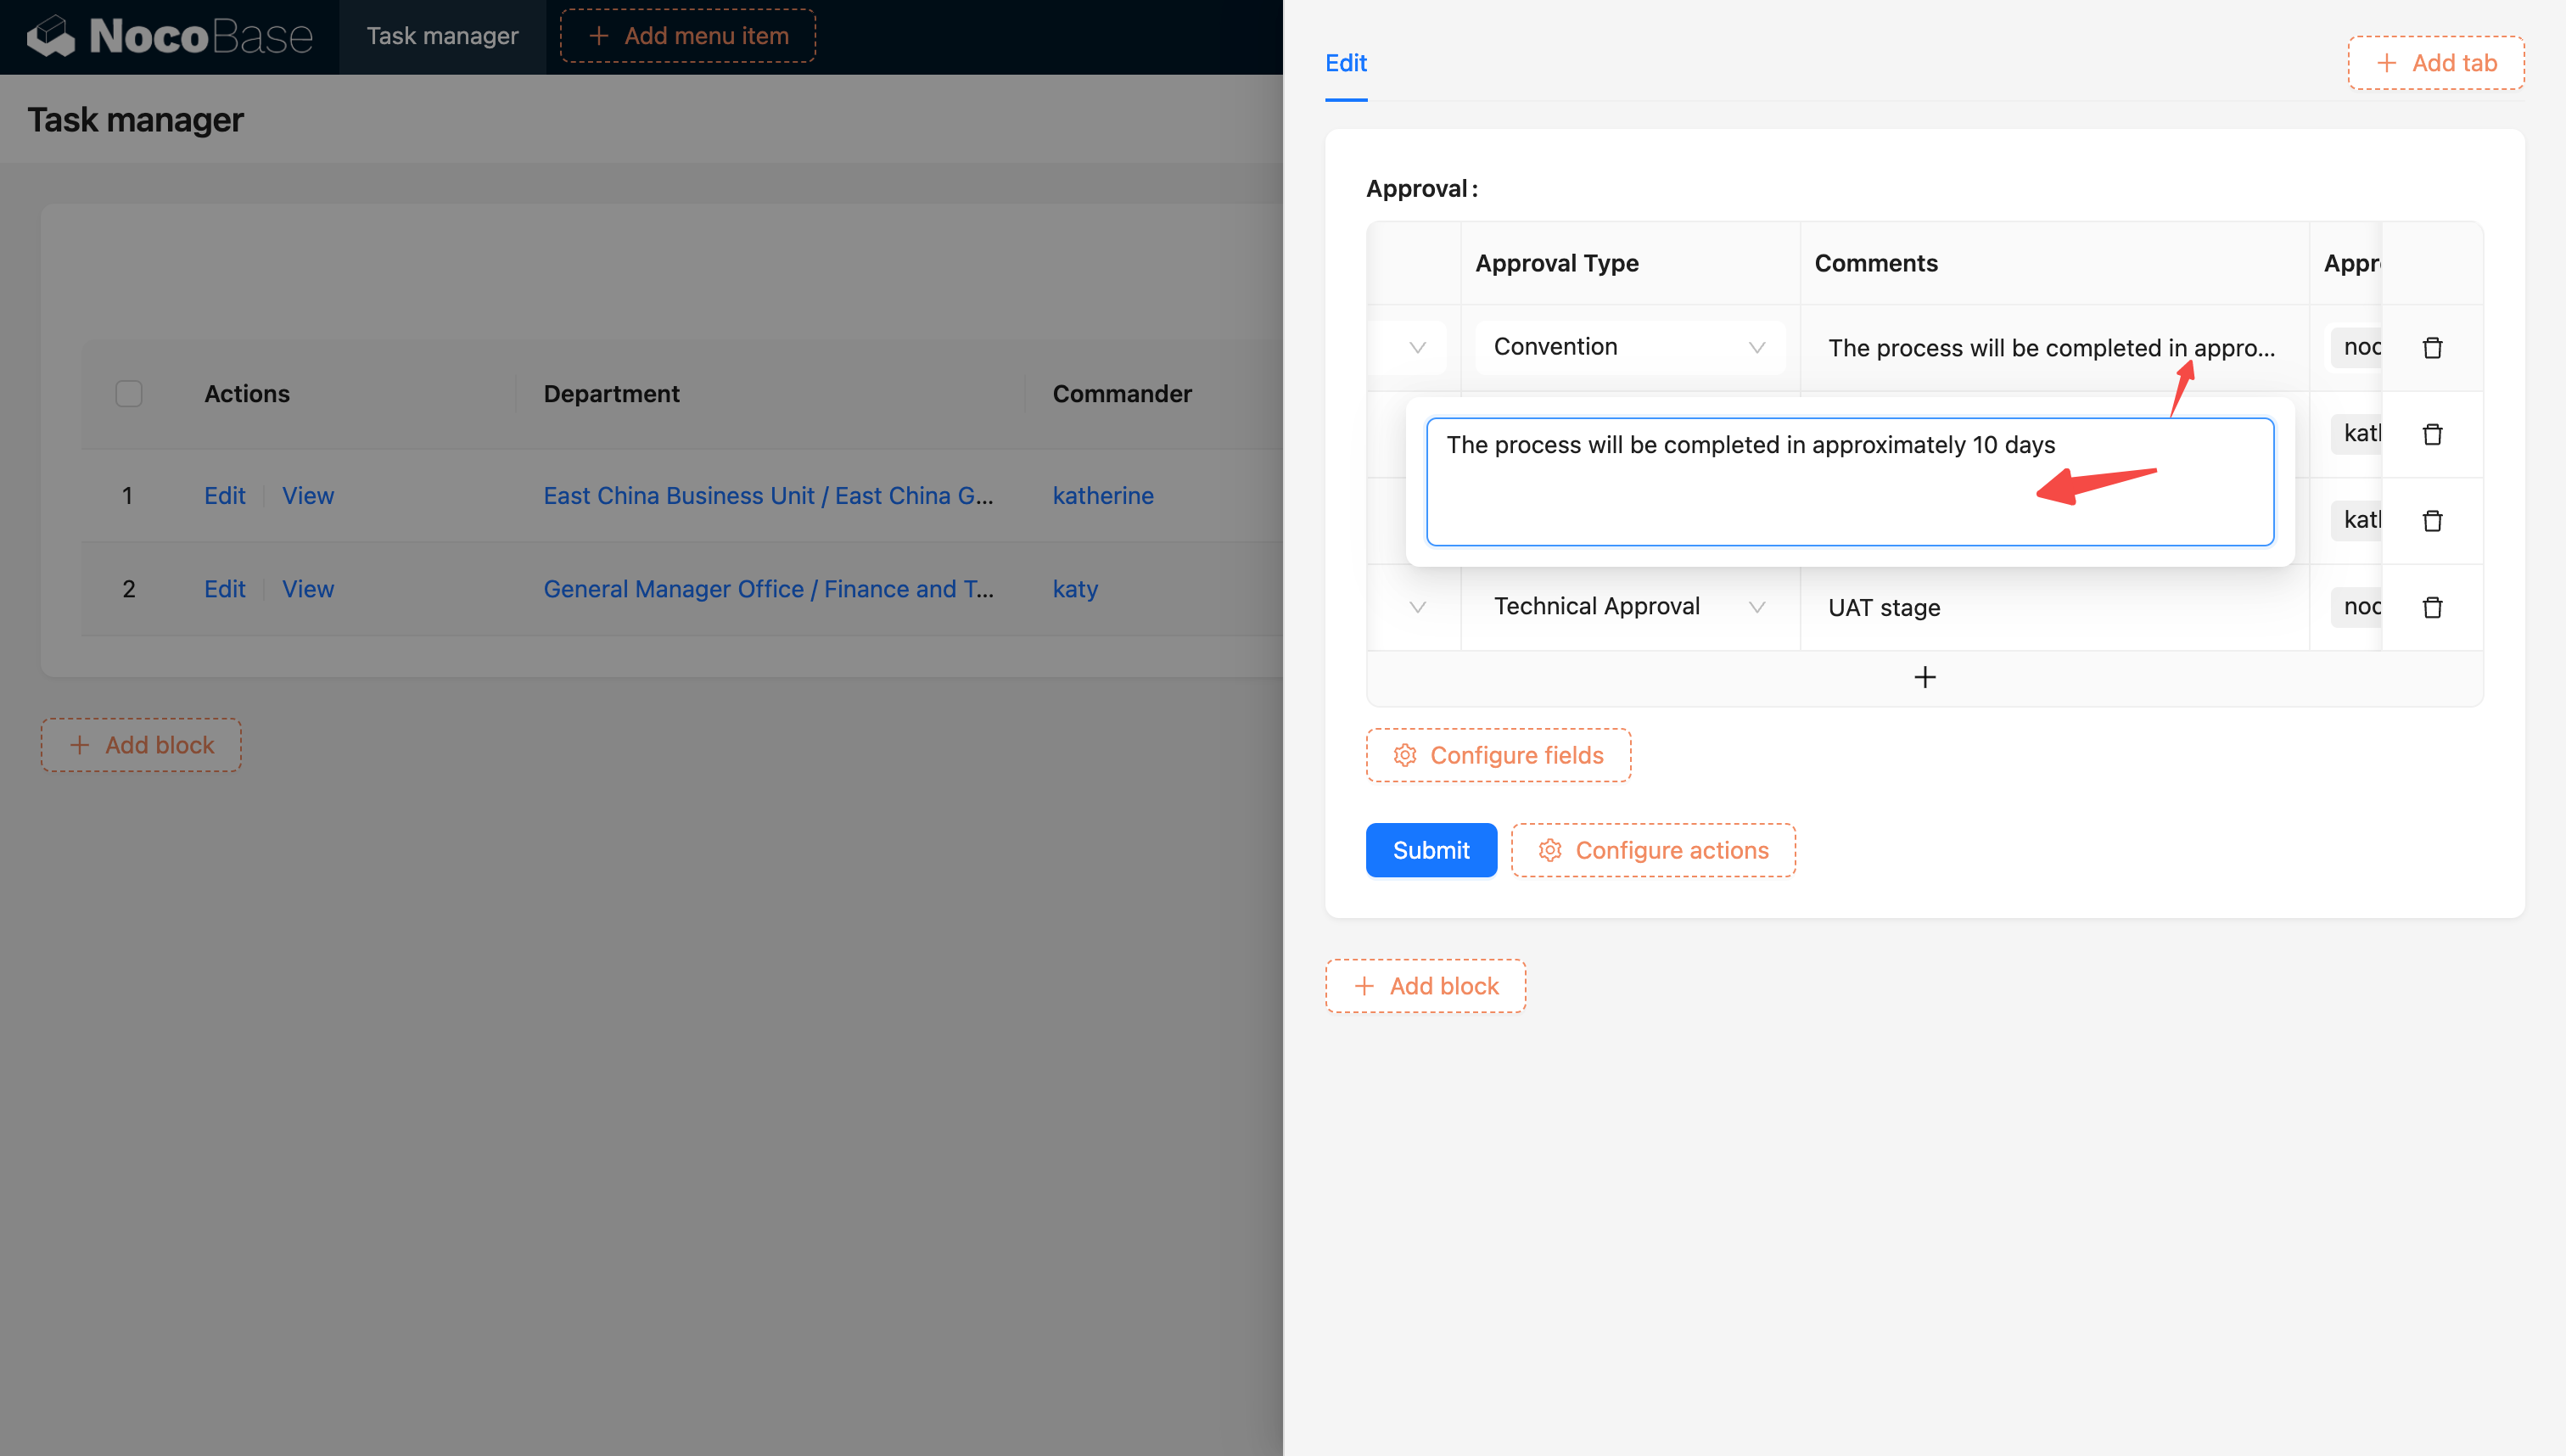 NocoBase
Task manager
Add menu item
Task manager
Actions Department Commander
1 Edit View East China Business Unit / East China G... katherine
2 Edit View General Manager Office / Finance and T... katy
Add block
Edit
Add tab
Approval :
Approval Type Comments Appr
Convention The process will be completed in appro... noc
The process will be completed in approximately 10 days
kat
kat
Technical Approval UAT stage noc
Configure fields
Submit
Configure actions
Add block